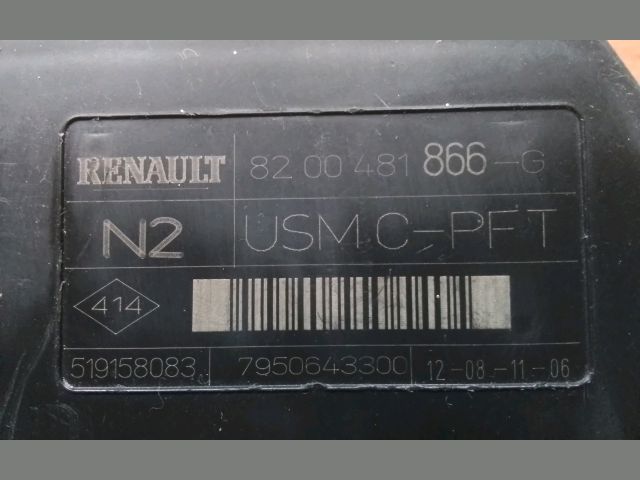 RENAULT 82 00 481 866-G
N2 USM C-PFT
414
519158083 7950643300 12-08-11-06